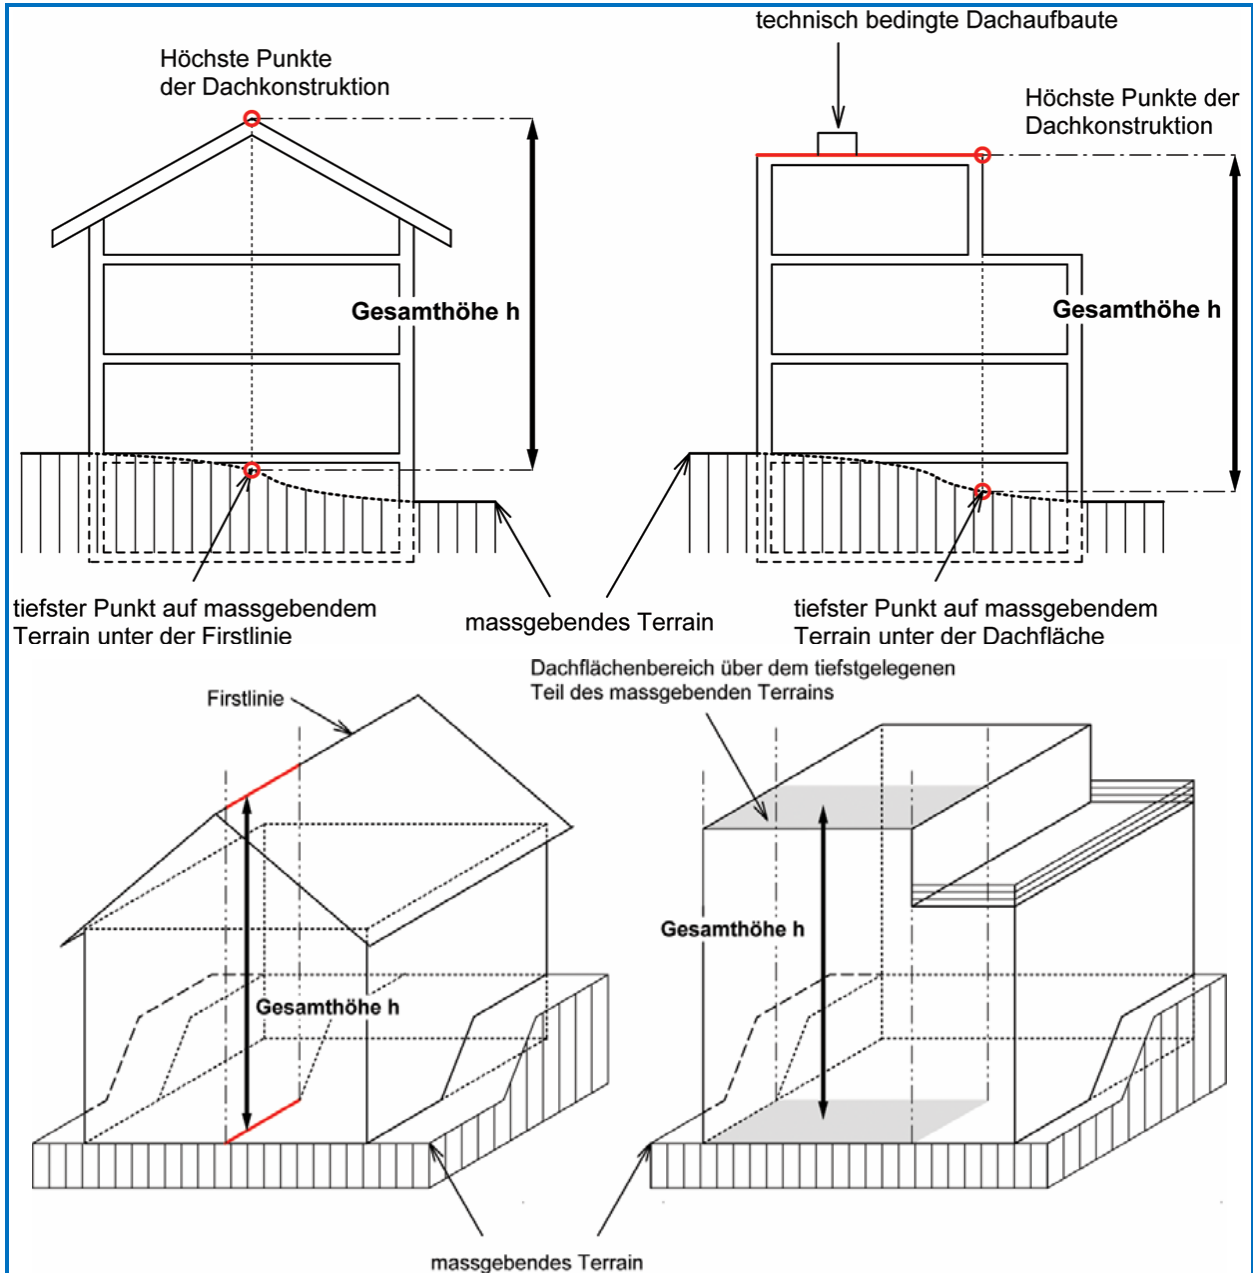 technisch bedingte Dachaufbaute
Höchste Punkte
der Dachkonstruktion
Höchste Punkte der
Dachkonstruktion
Gesamthöhe h
Gesamthöhe h
tiefster Punkt auf massgebendem
Terrain unter der Firstlinie
massgebendes Terrain
tiefster Punkt auf massgebendem
Terrain unter der Dachfläche
Firstlinie
Dachflächenbereich über dem tiefstgelegenen
Teil des massgebenden Terrains
Gesamthöhe h
Gesamthöhe h
massgebendes Terrain